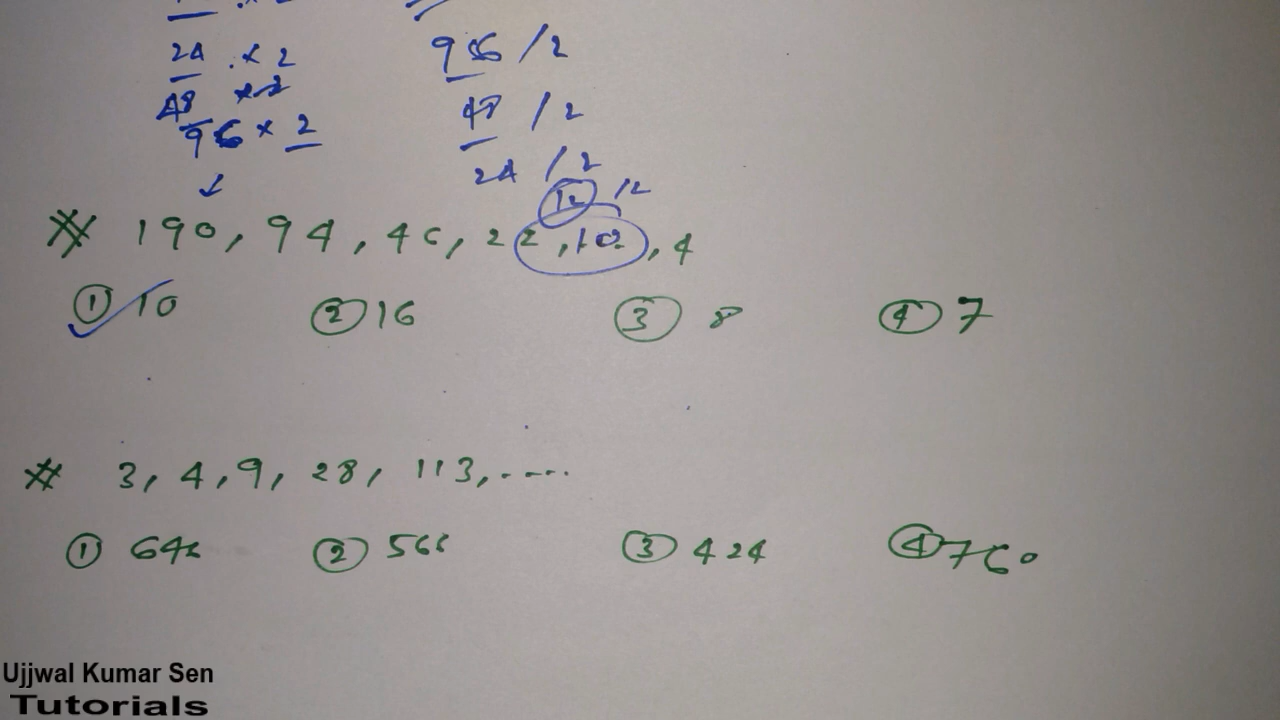 24 × 2
96 /2
48 ×2
48 /2
96 × 2
24 /2
12 /2
190, 94, 46, 22, 10, 4
① 10 ② 16 ③ 8 ④ 7
3, 4, 9, 28, 113, .....
① 646 ② 566 ③ 424 ④ 760
Ujjwal Kumar Sen
Tutorials